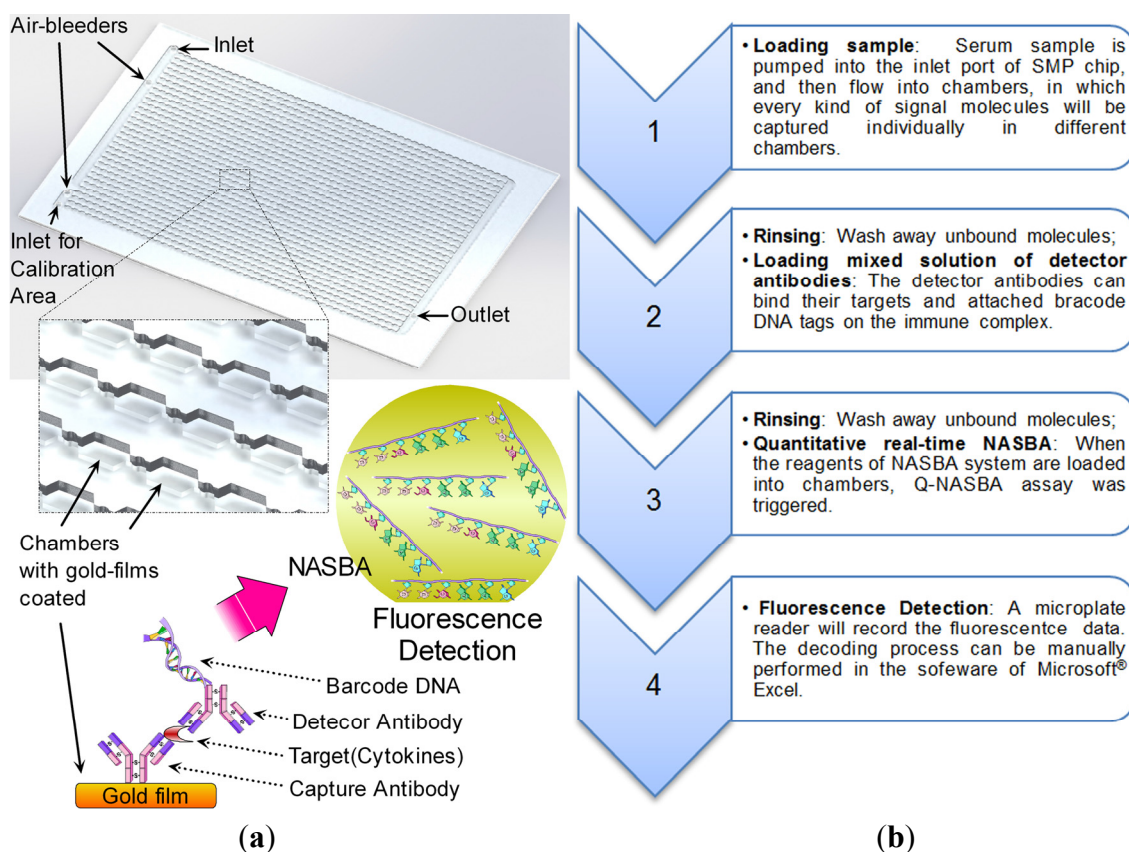 Air-bleeders
Inlet
Inlet for
Calibration
Area
Outlet
Chambers
with gold-films
coated
NASBA
Fluorescence
Detection
Barcode DNA
Detecor Antibody
Target(Cytokines)
Capture Antibody
Gold film
(a)
1
• Loading sample: Serum sample is
pumped into the inlet port of SMP chip,
and then flow into chambers, in which
every kind of signal molecules will be
captured individually in different
chambers.
2
• Rinsing: Wash away unbound molecules;
• Loading mixed solution of detector
antibodies: The detector antibodies can
bind their targets and attached bracode
DNA tags on the immune complex.
3
• Rinsing: Wash away unbound molecules;
• Quantitative real-time NASBA: When
the reagents of NASBA system are loaded
into chambers, Q-NASBA assay was
triggered.
4
• Fluorescence Detection: A microplate
reader will record the fluorescentce data.
The decoding process can be manually
performed in the sofeware of Microsoft®
Excel.
(b)